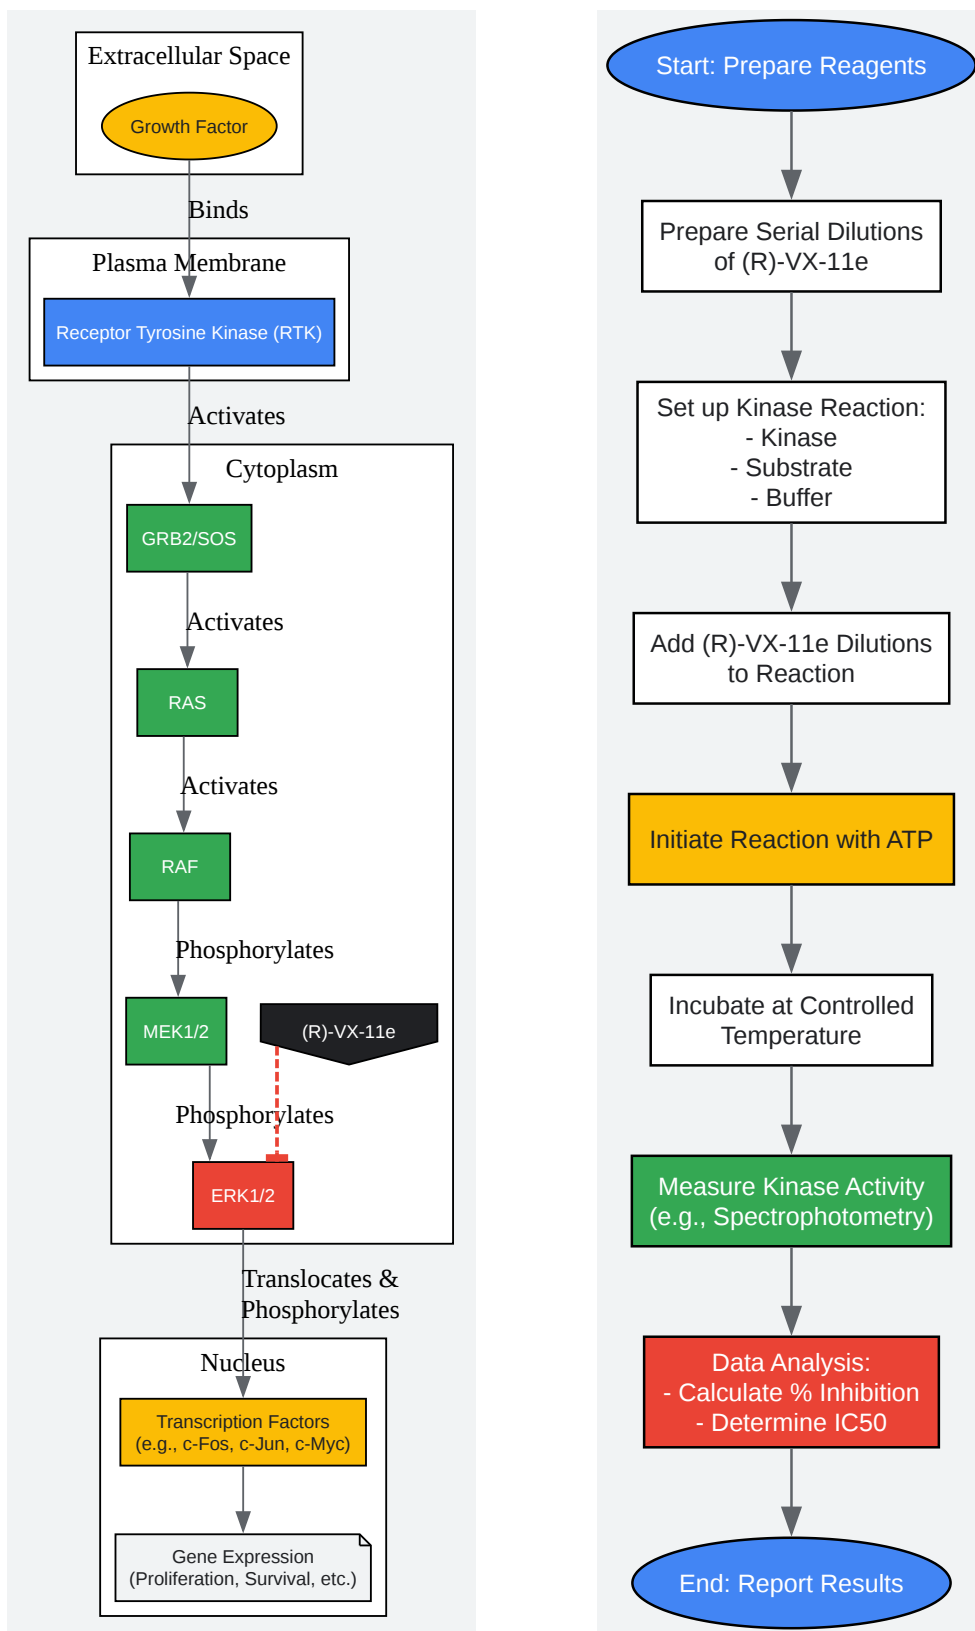 Extracellular Space
Growth Factor
Binds
Plasma Membrane
Receptor Tyrosine Kinase (RTK)
Activates
Cytoplasm
GRB2/SOS
Activates
RAS
Activates
RAF
Phosphorylates
MEK1/2
(R)-VX-11e
Phosphorylates
ERK1/2
Translocates &
Phosphorylates
Nucleus
Transcription Factors
(e.g., c-Fos, c-Jun, c-Myc)
Gene Expression
(Proliferation, Survival, etc.)
Start: Prepare Reagents
Prepare Serial Dilutions
of (R)-VX-11e
Set up Kinase Reaction:
- Kinase
- Substrate
- Buffer
Add (R)-VX-11e Dilutions
to Reaction
Initiate Reaction with ATP
Incubate at Controlled
Temperature
Measure Kinase Activity
(e.g., Spectrophotometry)
Data Analysis:
- Calculate % Inhibition
- Determine IC50
End: Report Results